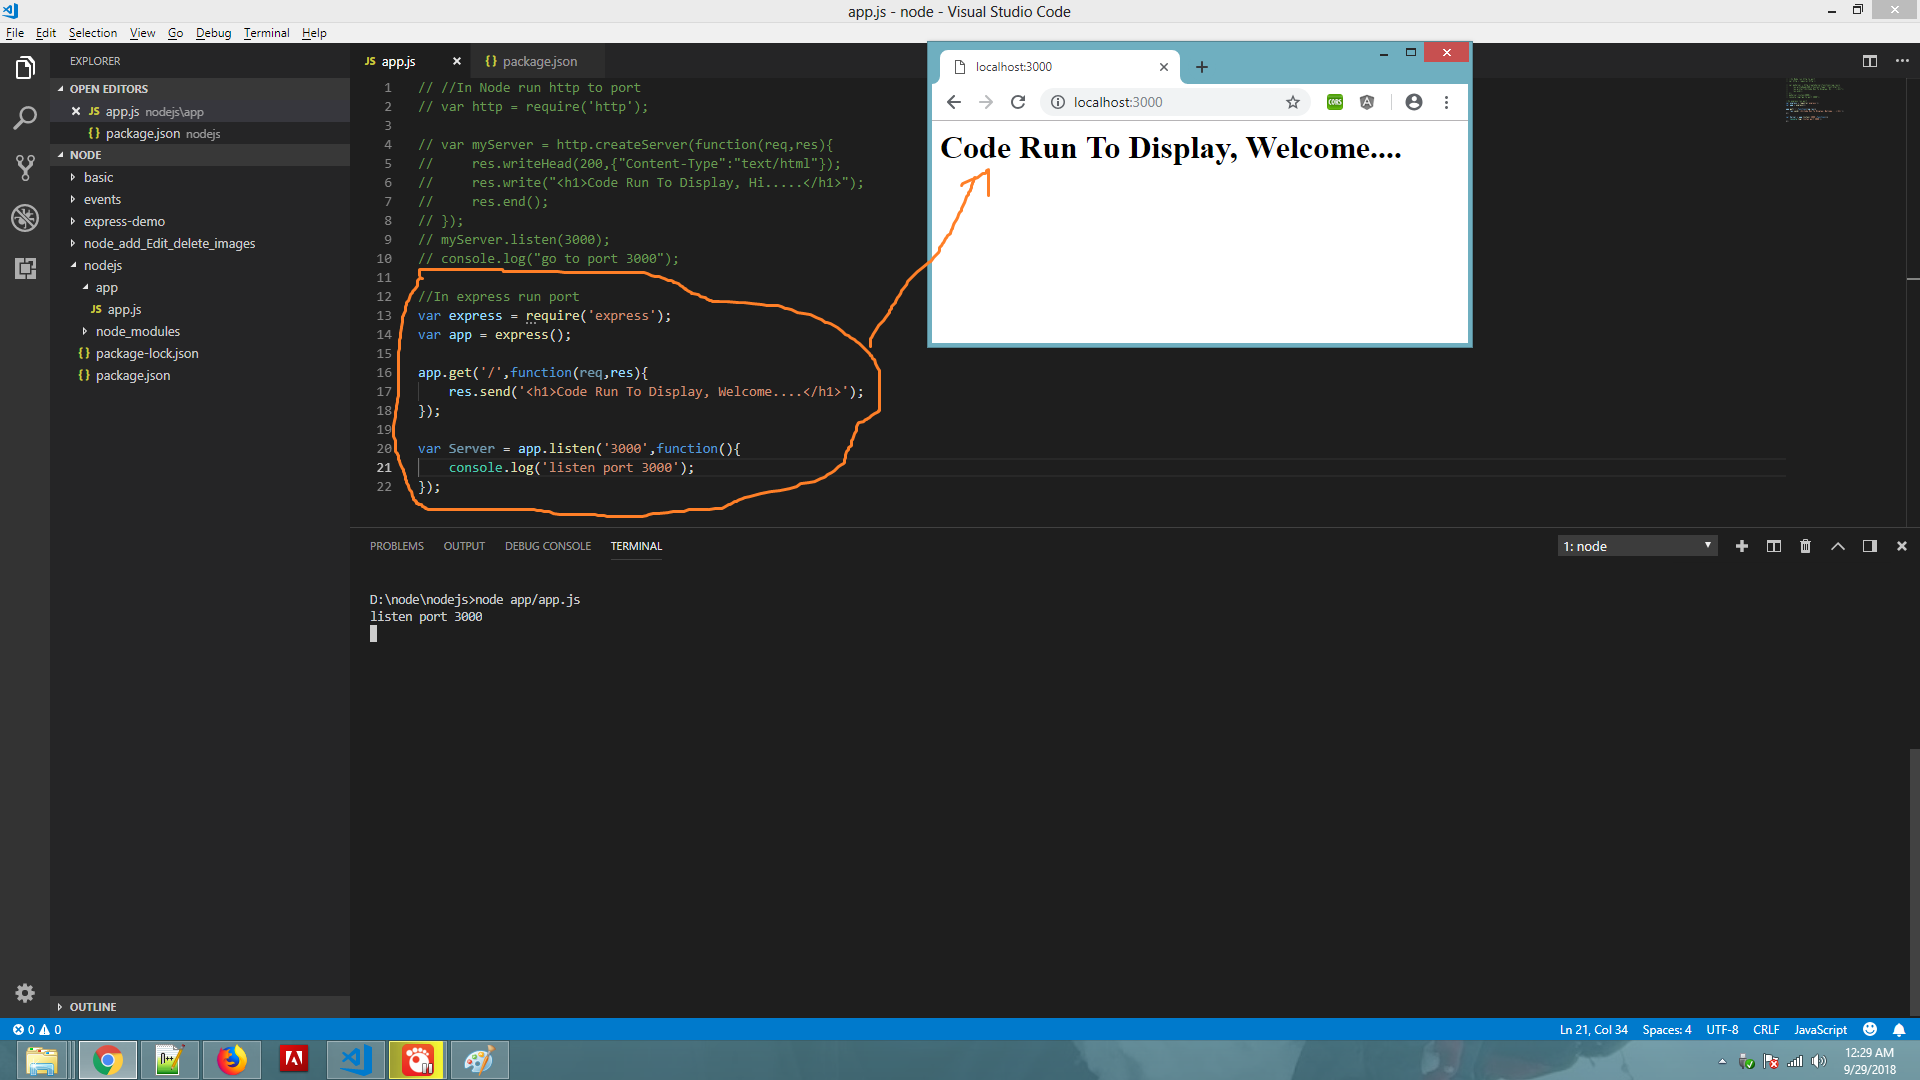 app.js - node - Visual Studio Code
File Edit Selection View Go Debug Terminal Help
EXPLORER
OPEN EDITORS
JS app.js nodejs\app
{} package.json nodejs
NODE
basic
events
express-demo
node_add_Edit_delete_images
nodejs
app
JS app.js
node_modules
{} package-lock.json
{} package.json
OUTLINE
JS app.js
{} package.json
1 // //In Node run http to port
2 // var http = require('http');
3
4 // var myServer = http.createServer(function(req,res){
5 //     res.writeHead(200,{"Content-Type":"text/html"});
6 //     res.write("<h1>Code Run To Display, Hi.....</h1>");
7 //     res.end();
8 // });
9 // myServer.listen(3000);
10 // console.log("go to port 3000");
11
12 //In express run port
13 var express = require('express');
14 var app = express();
15
16 app.get('/',function(req,res){
17     res.send('<h1>Code Run To Display, Welcome....</h1>');
18 });
19
20 var Server = app.listen('3000',function(){
21     console.log('listen port 3000');
22 });
localhost:3000
localhost:3000
CORS
Code Run To Display, Welcome....
PROBLEMS OUTPUT DEBUG CONSOLE TERMINAL
1: node
D:\node\nodejs>node app/app.js
listen port 3000
0 0
Ln 21, Col 34 Spaces: 4 UTF-8 CRLF JavaScript
12:29 AM
9/29/2018